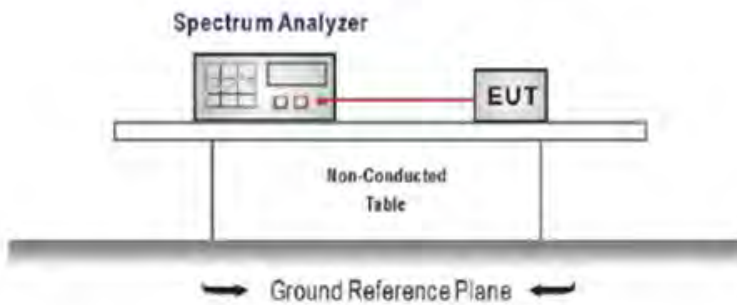 Spectrum Analyzer
EUT
Non-Conducted
Table
Ground Reference Plane